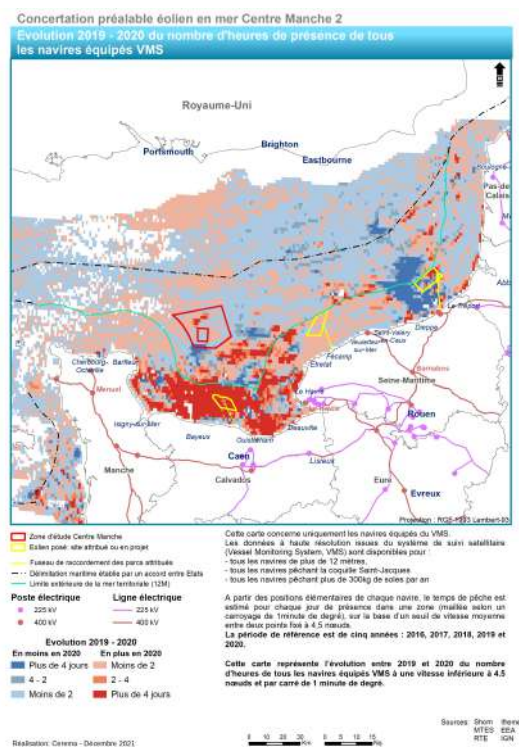 Concertation préalable éolien en mer Centre Manche 2
Evolution 2019 - 2020 du nombre d'heures de présence de tous
les navires équipés VMS
Royaume-Uni
Portsmouth
Brighton
Eastbourne
Boulogne
Pas-de-
Calais
Abb
Le Tréport
Dieppe
Saint-Valery
-en-Caux
Veulettes-
sur-Mer
Fécamp
Etretat
Seine-Maritime
Barnabos
Cherbourg-
Octeville
Barfleur
Menuel
Le Havre
Rouen
Isigny-sur-Mer
Bayeux
Ouistreham
Deauville
Caen
Lisieux
Manche
Calvados
Eure
Evreux
Projection : RGF-1993 Lambert-93
Zone d'étude Centre Manche
Eolien posé: site attribué ou en projet
Fuseau de raccordement des parcs attribués
Délimitation maritime établie par un accord entre Etats
Limite extérieure de la mer territoriale (12M)
Poste électrique
Ligne électrique
225 kV
225 kV
400 kV
400 kV
Evolution 2019 - 2020
En moins en 2020
En plus en 2020
Plus de 4 jours
Moins de 2
4 - 2
2 - 4
Moins de 2
Plus de 4 jours
Cette carte concerne uniquement les navires équipés du VMS.
Les données à haute résolution issues du système de suivi satellitaire
(Vessel Monitoring System, VMS) sont disponibles pour :
- tous les navires de plus de 12 mètres,
- tous les navires pêchant la coquille Saint-Jacques
- tous les navires pêchant plus de 300kg de soles par an
A partir des positions élémentaires de chaque navire, le temps de pêche est
estimé pour chaque jour de présence dans une zone (maillée selon un
carroyage de 1minute de degré), sur la base d'un seuil de vitesse moyenne
entre deux points fixé à 4,5 nœuds.
La période de référence est de cinq années : 2016, 2017, 2018, 2019 et
2020.
Cette carte représente l'évolution entre 2019 et 2020 du nombre
d'heures de tous les navires équipés VMS à une vitesse inférieure à 4.5
nœuds et par carré de 1 minute de degré.
Sources: Shom
MTES EEA
RTE IGN
Réalisation: Cerema - Décembre 2021
0 10 20 30
Km
0 5 10 15